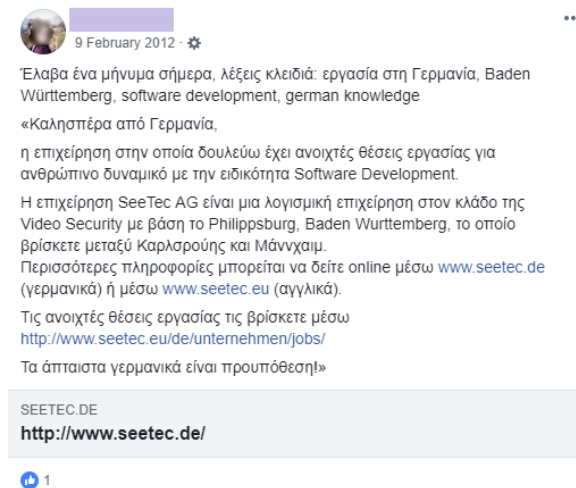 9 February 2012 ·
Έλαβα ένα μήνυμα σήμερα, λέξεις κλειδιά: εργασία στη Γερμανία, Baden
Württemberg, software development, german knowledge
«Καλησπέρα από Γερμανία,
η επιχείρηση στην οποία δουλεύω έχει ανοιχτές θέσεις εργασίας για
ανθρώπινο δυναμικό με την ειδικότητα Software Development.
Η επιχείρηση SeeTec AG είναι μια λογισμική επιχείρηση στον κλάδο της
Video Security με βάση το Philippsburg, Baden Wurttemberg, το οποίο
βρίσκετε μεταξύ Καρλσρούης και Μάννχαιμ.
Περισσότερες πληροφορίες μπορείται να δείτε online μέσω www.seetec.de
(γερμανικά) ή μέσω www.seetec.eu (αγγλικά).
Τις ανοιχτές θέσεις εργασίας τις βρίσκετε μέσω
http://www.seetec.eu/de/unternehmen/jobs/
Τα άπταιστα γερμανικά είναι προυπόθεση!»
SEETEC.DE
http://www.seetec.de/
1